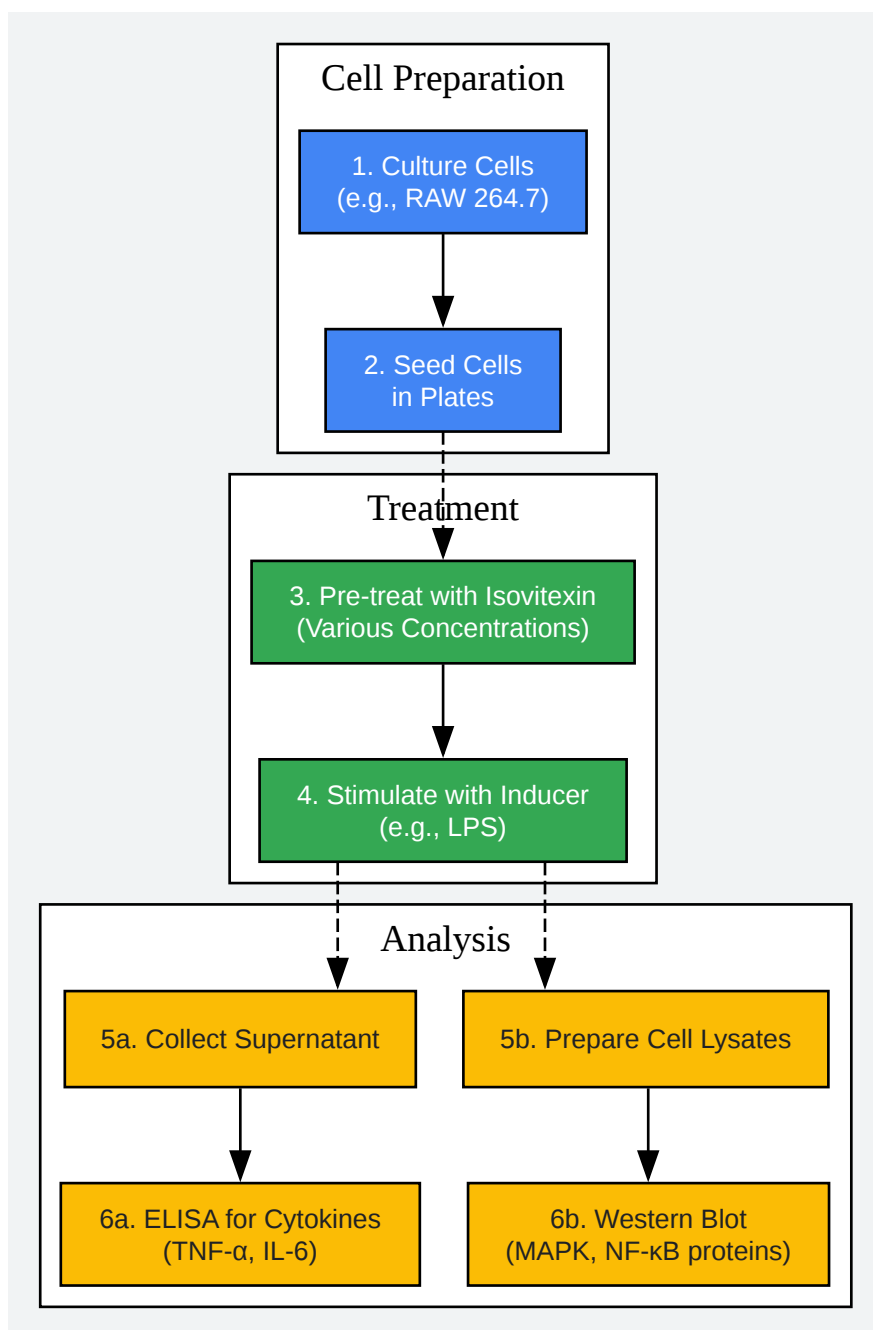 Cell Preparation
1. Culture Cells
(e.g., RAW 264.7)
2. Seed Cells
in Plates
Treatment
3. Pre-treat with Isovitexin
(Various Concentrations)
4. Stimulate with Inducer
(e.g., LPS)
Analysis
5a. Collect Supernatant
5b. Prepare Cell Lysates
6a. ELISA for Cytokines
(TNF-α, IL-6)
6b. Western Blot
(MAPK, NF-κB proteins)